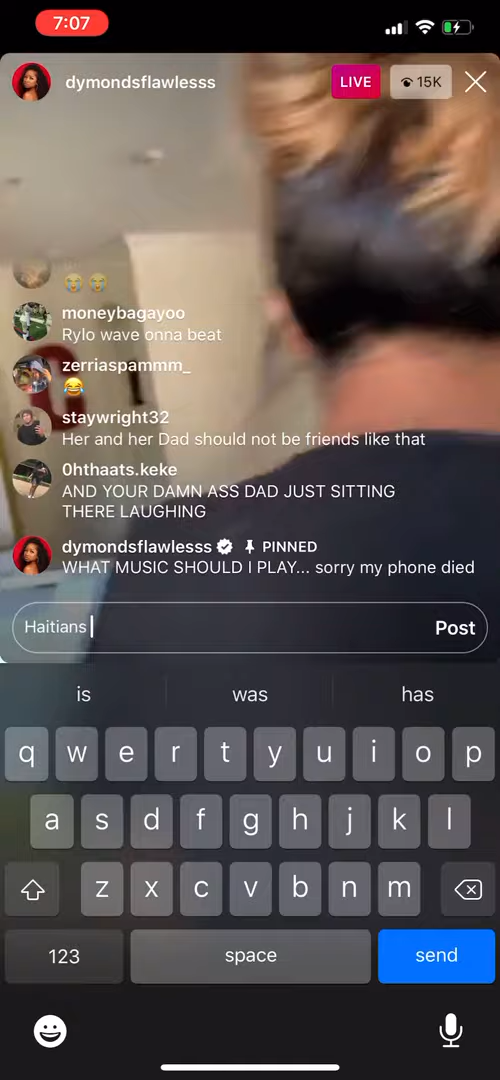 7:07
dymondsflawlesss
LIVE
15K
😭 😭
moneybagayoo
Rylo wave onna beat
zerriaspammm_
😂
staywright32
Her and her Dad should not be friends like that
0hthaats.keke
AND YOUR DAMN ASS DAD JUST SITTING
THERE LAUGHING
dymondsflawlesss PINNED
WHAT MUSIC SHOULD I PLAY... sorry my phone died
Haitians
Post
is was has
q w e r t y u i o p
a s d f g h j k l
z x c v b n m
123 space send